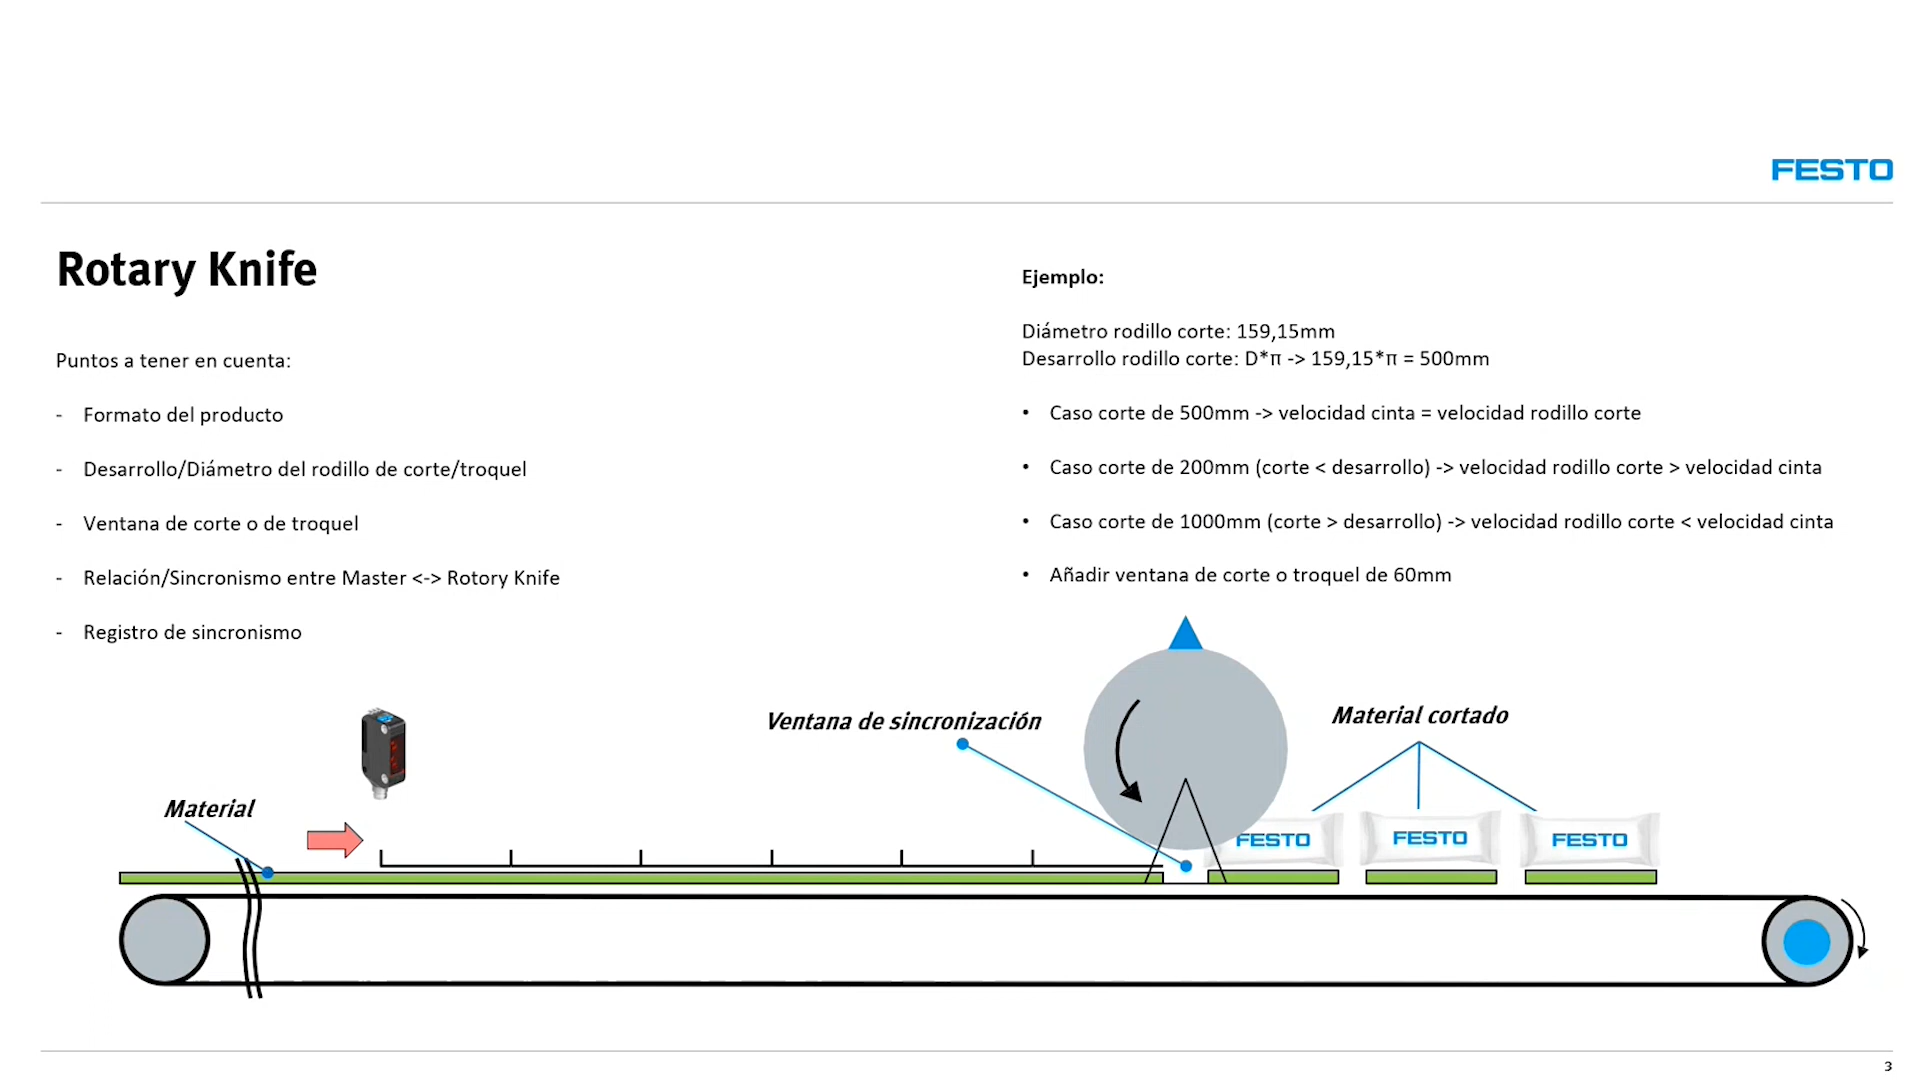 FESTO
Rotary Knife
Puntos a tener en cuenta:
- Formato del producto
- Desarrollo/Diámetro del rodillo de corte/troquel
- Ventana de corte o de troquel
- Relación/Sincronismo entre Master <-> Rotory Knife
- Registro de sincronismo
Ejemplo:
Diámetro rodillo corte: 159,15mm
Desarrollo rodillo corte: D*π -> 159,15*π = 500mm
• Caso corte de 500mm -> velocidad cinta = velocidad rodillo corte
• Caso corte de 200mm (corte < desarrollo) -> velocidad rodillo corte > velocidad cinta
• Caso corte de 1000mm (corte > desarrollo) -> velocidad rodillo corte < velocidad cinta
• Añadir ventana de corte o troquel de 60mm
Ventana de sincronización
Material cortado
Material
FESTO
FESTO
FESTO
3